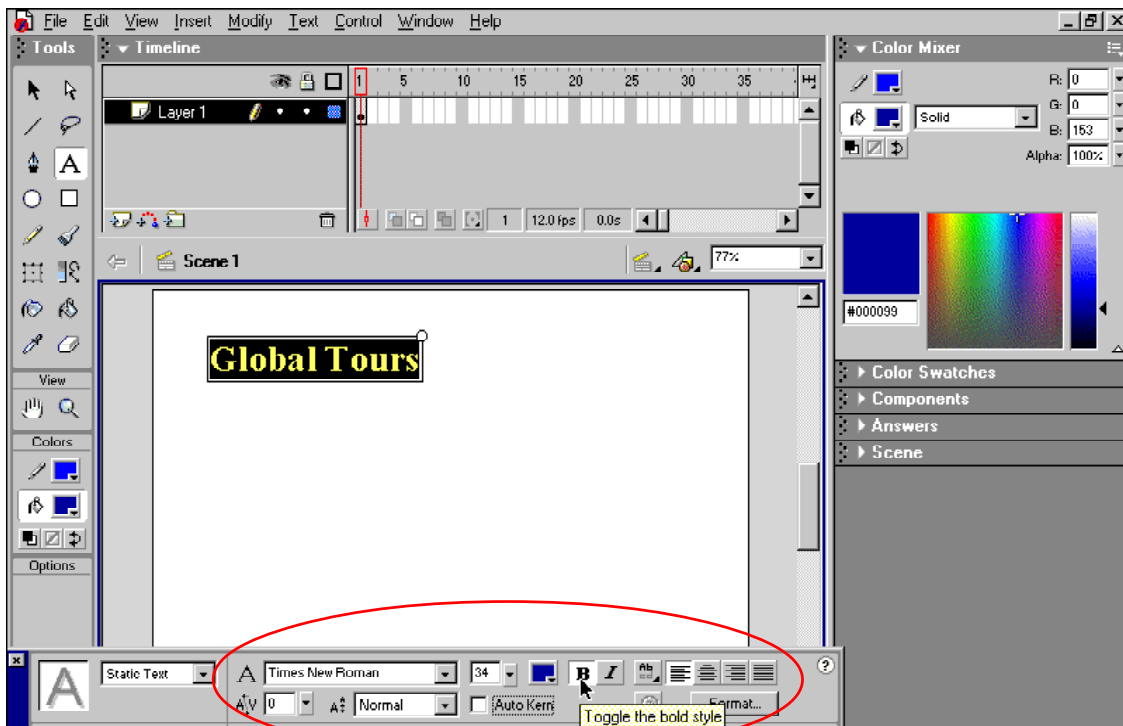 File Edit View Insert Modify Text Control Window Help
Tools
Timeline
1 5 10 15 20 25 30 35
Layer 1
1 12.0 fps 0.0s
Scene 1
77%
Global Tours
View
Colors
Options
Color Mixer
R: 0
G: 0
Solid
B: 153
Alpha: 100%
#000099
Color Swatches
Components
Answers
Scene
A
Static Text
A Times New Roman 34 B I Ab
A V 0 A Normal Auto Kern Format...
Toggle the bold style
?